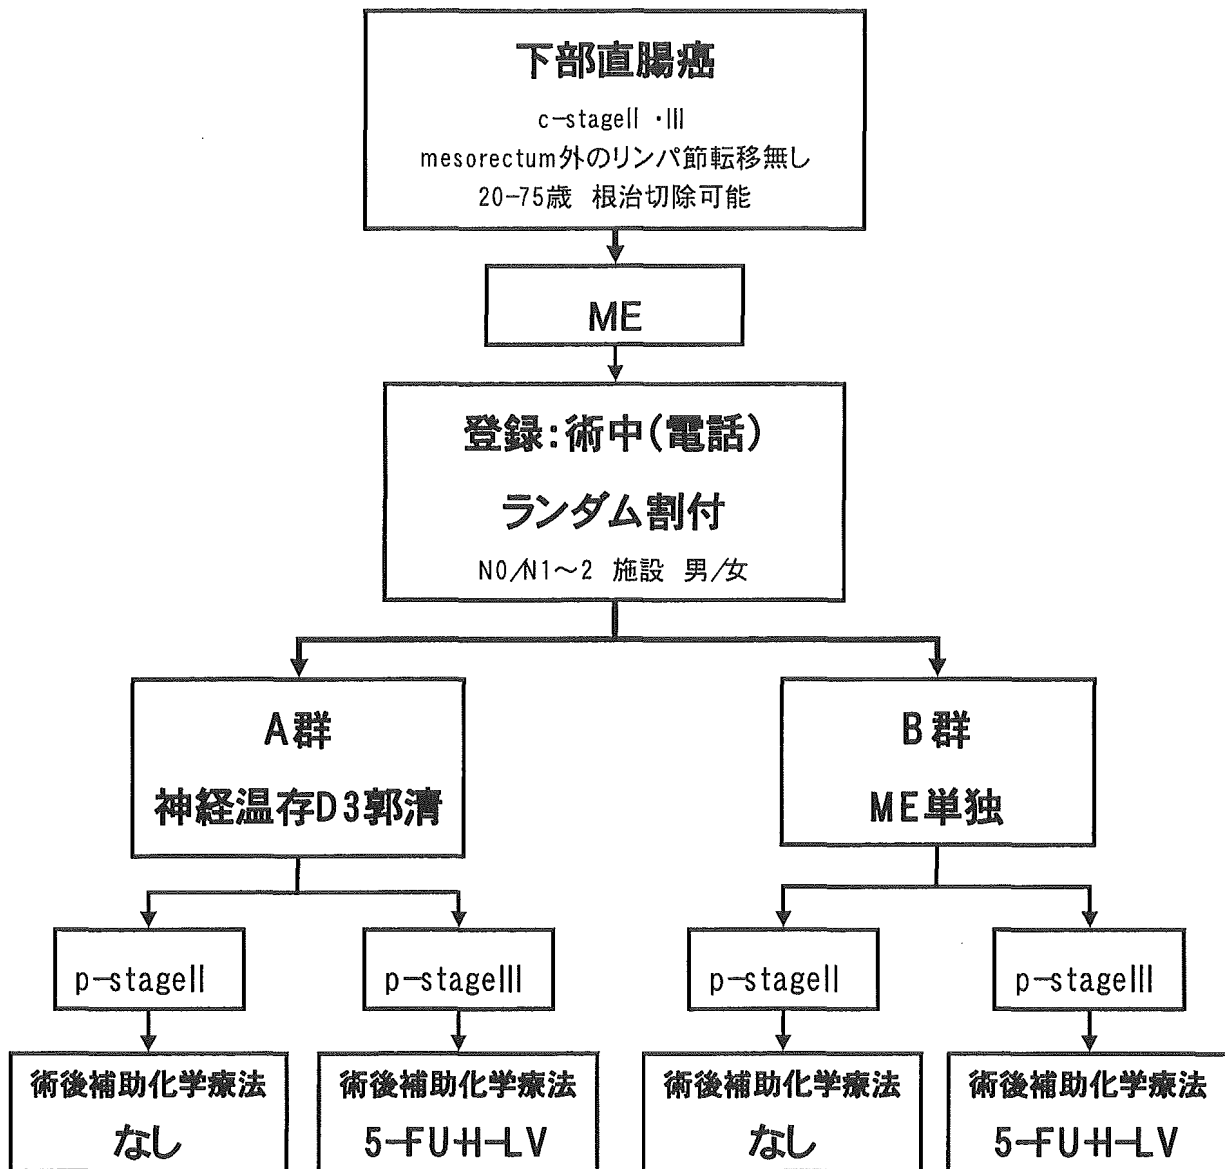 下部直腸癌
c-stageII ・III
mesorectum外のリンパ節転移無し
20-75歳 根治切除可能
ME
登録:術中(電話)
ランダム割付
N0/N1~2 施設 男/女
A群
神経温存D3郭清
B群
ME単独
p-stageII
p-stageIII
p-stageII
p-stageIII
術後補助化学療法
なし
術後補助化学療法
5-FU+l-LV
術後補助化学療法
なし
術後補助化学療法
5-FU+l-LV